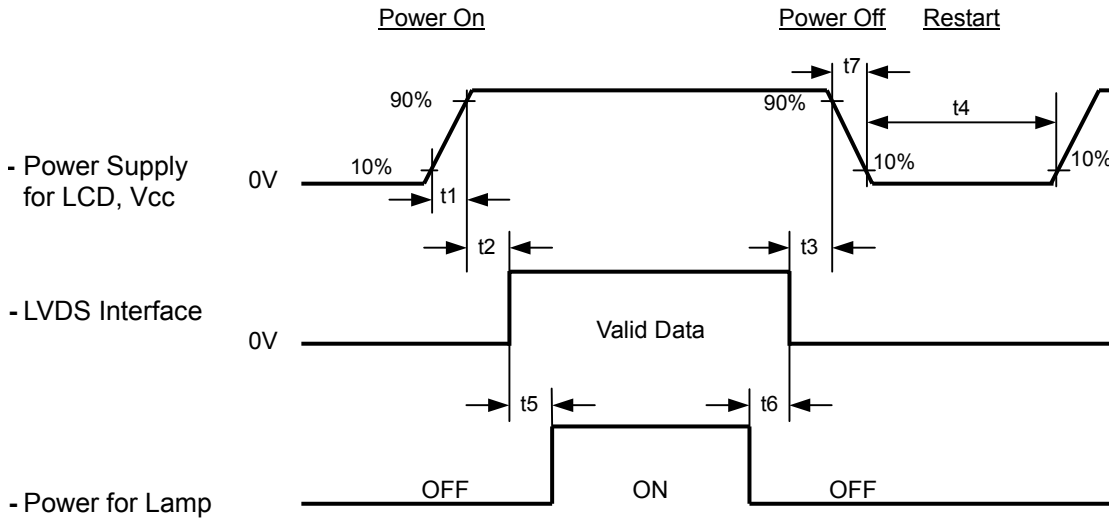 Power On
Power Off
Restart
t7
90%
90%
t4
- Power Supply
for LCD, Vcc
0V
10%
10%
10%
t1
t2
t3
- LVDS Interface
0V
Valid Data
t5
t6
- Power for Lamp
OFF
ON
OFF